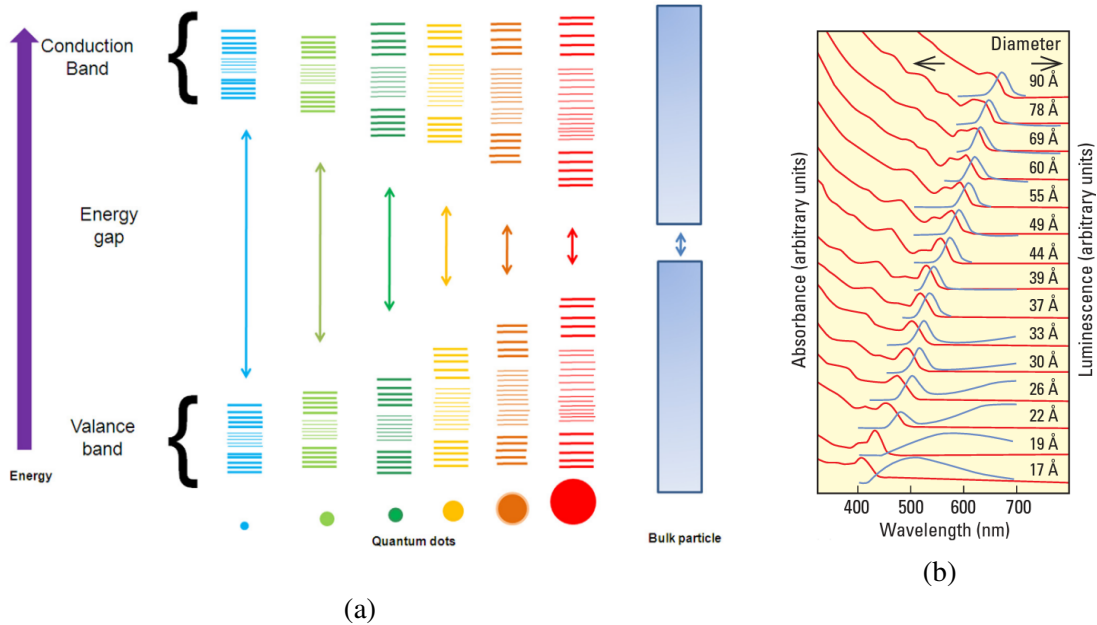 Conduction
Band
Energy
gap
Valance
band
Energy
Quantum dots
Bulk particle
(a)
Absorbance (arbitrary units)
Diameter
90 Å
78 Å
69 Å
60 Å
55 Å
49 Å
44 Å
39 Å
37 Å
33 Å
30 Å
26 Å
22 Å
19 Å
17 Å
Luminescence (arbitrary units)
400 500 600 700
Wavelength (nm)
(b)